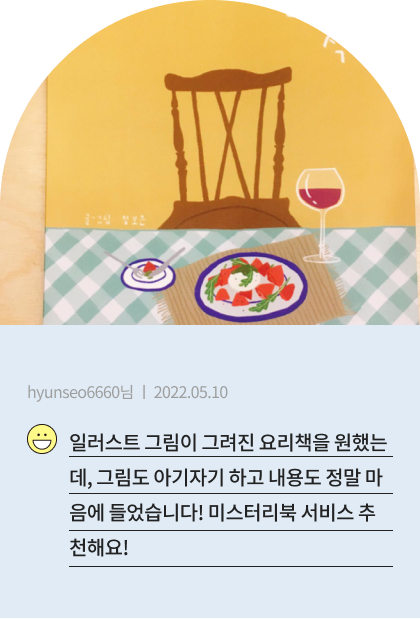 글·그림 정보은
hyunseo6660님 ㅣ 2022.05.10
일러스트 그림이 그려진 요리책을 원했는
데, 그림도 아기자기 하고 내용도 정말 마
음에 들었습니다! 미스터리북 서비스 추
천해요!